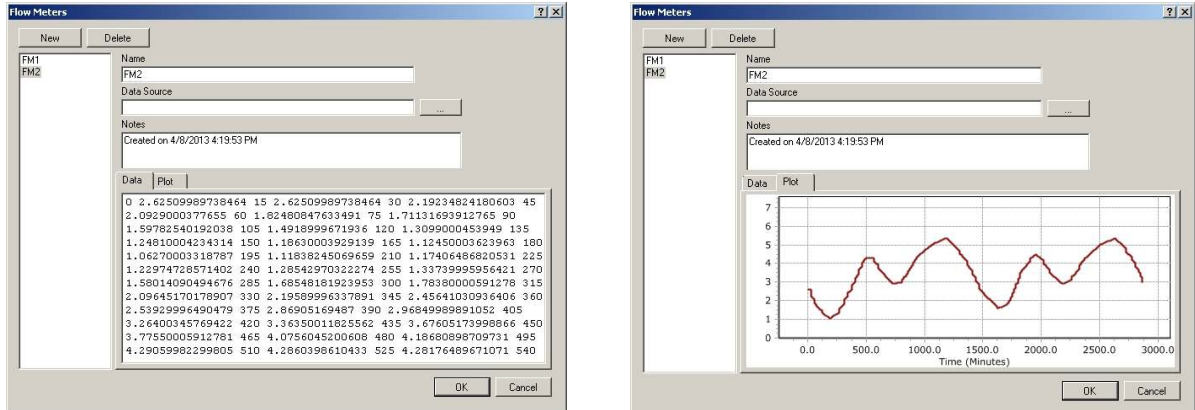 Flow Meters
New Delete
FM1
FM2
Name
FM2
Data Source
...
Notes
Created on 4/8/2013 4:19:53 PM
Data Plot
0 2.62509989738464 15 2.62509989738464 30 2.19234824180603 45
2.0929000377655 60 1.82480847633491 75 1.71131693912765 90
1.59782540192038 105 1.4918999671936 120 1.3099000453949 135
1.24810004234314 150 1.18630003929139 165 1.12450003623963 180
1.06270003318787 195 1.11838245069659 210 1.17406486820531 225
1.22974728571402 240 1.28542970322274 255 1.33739995956421 270
1.58014090494676 285 1.68548181923953 300 1.78380000591278 315
2.09645170178907 330 2.19589996337891 345 2.45641030936406 360
2.53929996490479 375 2.86905169487 390 2.96849989891052 405
3.26400345769422 420 3.36350011825562 435 3.67605173998866 450
3.77550005912781 465 4.0756045200608 480 4.18680898709731 495
4.29059982299805 510 4.2860398610433 525 4.28176489671071 540
OK Cancel
Flow Meters
New Delete
FM1
FM2
Name
FM2
Data Source
...
Notes
Created on 4/8/2013 4:19:53 PM
Data Plot
7
6
5
4
3
2
1
0
0.0 500.0 1000.0 1500.0 2000.0 2500.0 3000.0
Time (Minutes)
OK Cancel